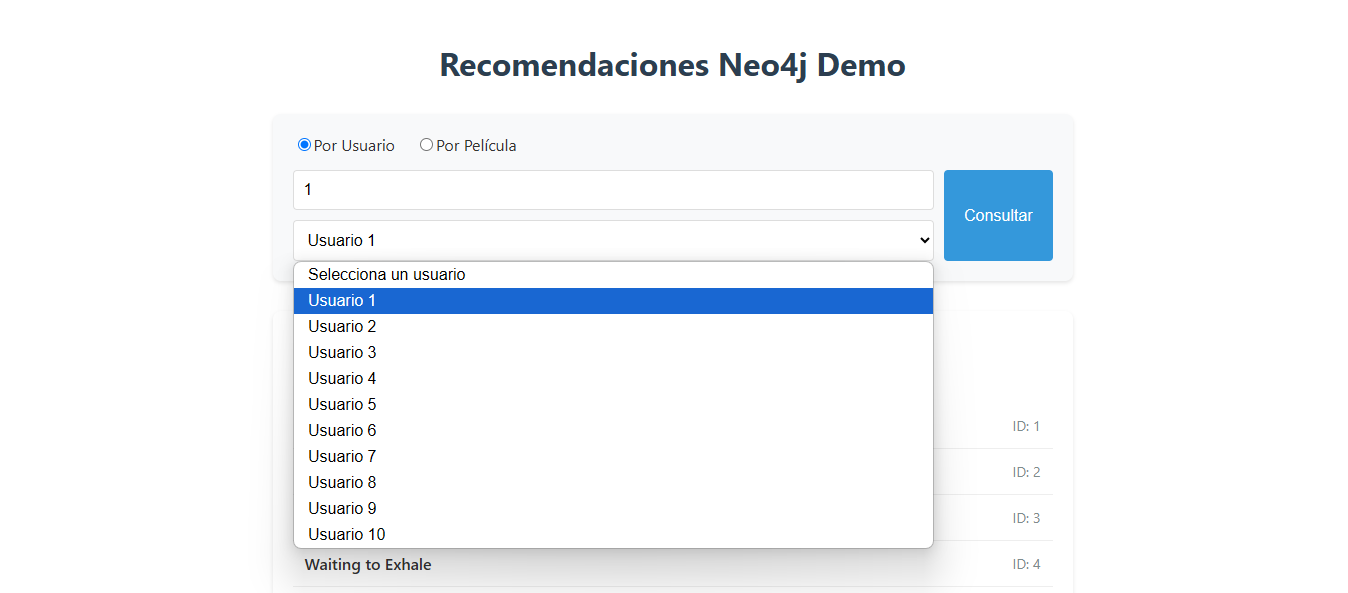 Recomendaciones Neo4j Demo
Por Usuario Por Película
1
Consultar
Usuario 1
Selecciona un usuario
Usuario 1
Usuario 2
Usuario 3
Usuario 4
Usuario 5
Usuario 6
Usuario 7
Usuario 8
Usuario 9
Usuario 10
ID: 1
ID: 2
ID: 3
Waiting to Exhale ID: 4